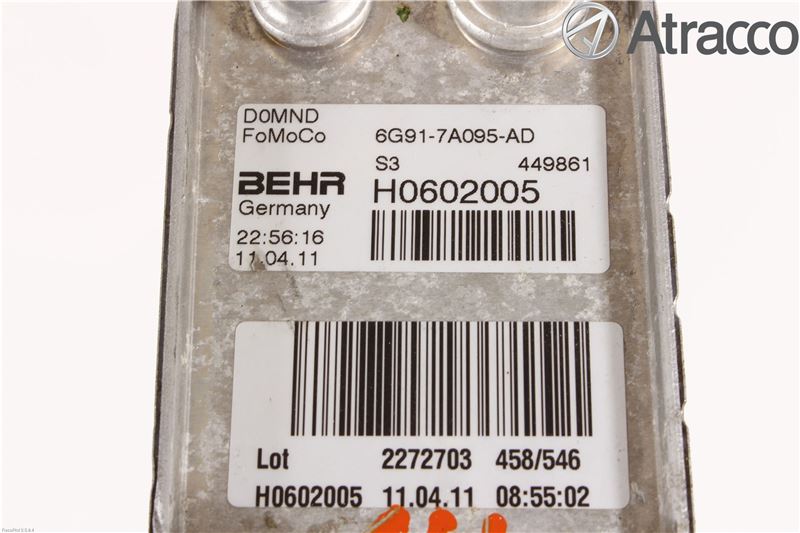 Atracco
D0MND
FoMoCo 6G91-7A095-AD
S3 449861
BEHR H0602005
Germany
22:56:16
11.04.11
Lot 2272703 458/546
H0602005 11.04.11 08:55:02